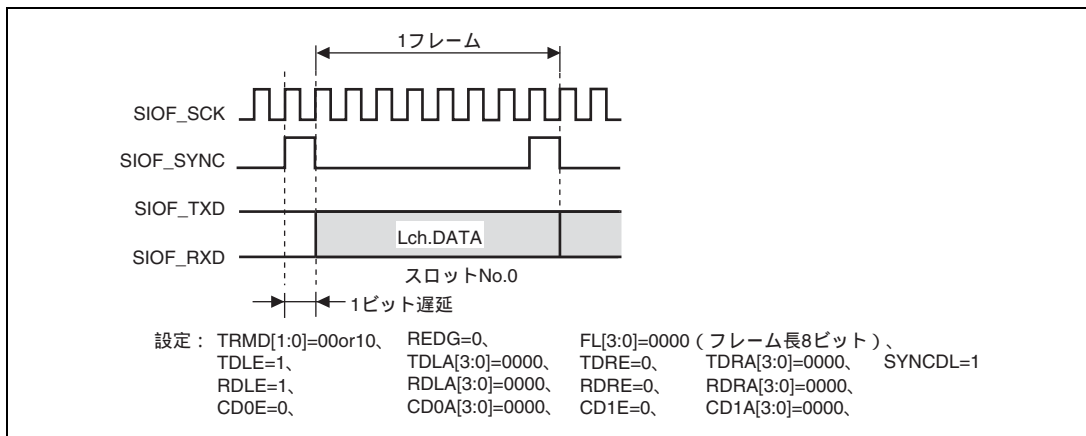 1フレーム
SIOF_SCK
SIOF_SYNC
SIOF_TXD
Lch.DATA
SIOF_RXD
スロットNo.0
1ビット遅延
設定： TRMD[1:0]=00or10、 REDG=0、 FL[3:0]=0000（フレーム長8ビット）、
TDLE=1、 TDLA[3:0]=0000、 TDRE=0、 TDRA[3:0]=0000、 SYNCDL=1
RDLE=1、 RDLA[3:0]=0000、 RDRE=0、 RDRA[3:0]=0000、
CD0E=0、 CD0A[3:0]=0000、 CD1E=0、 CD1A[3:0]=0000、